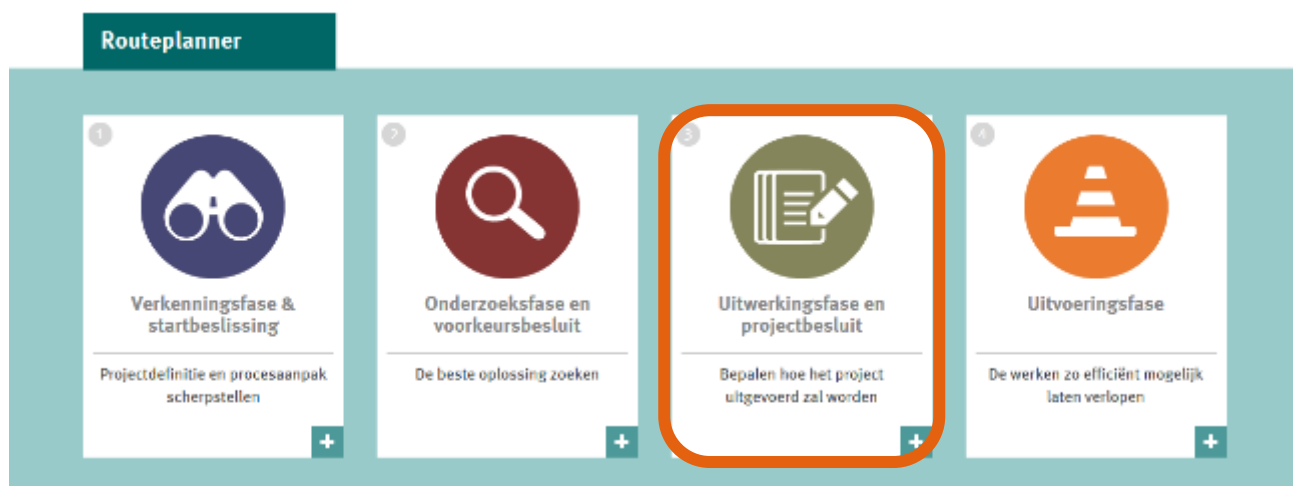 Routeplanner
1
Verkenningsfase &
startbeslissing
Projectdefinitie en procesaanpak
scherpstellen
+
2
Onderzoeksfase en
voorkeursbesluit
De beste oplossing zoeken
+
3
Uitwerkingsfase en
projectbesluit
Bepalen hoe het project
uitgevoerd zal worden
+
4
Uitvoeringsfase
De werken zo efficiënt mogelijk
laten verlopen
+